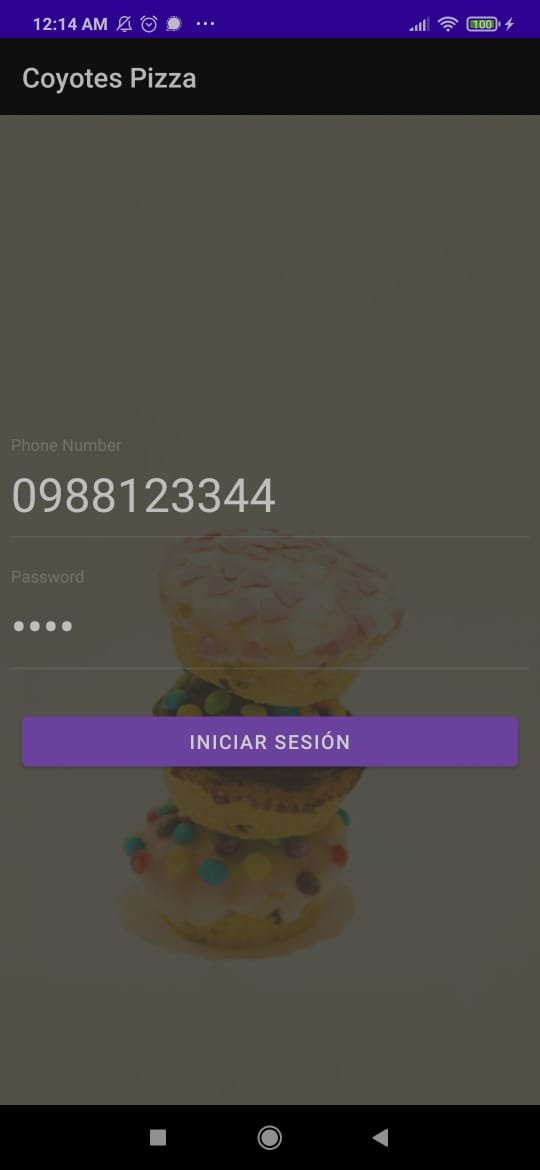 12:14 AM
100
Coyotes Pizza
Phone Number
0988123344
Password
••••
INICIAR SESIÓN